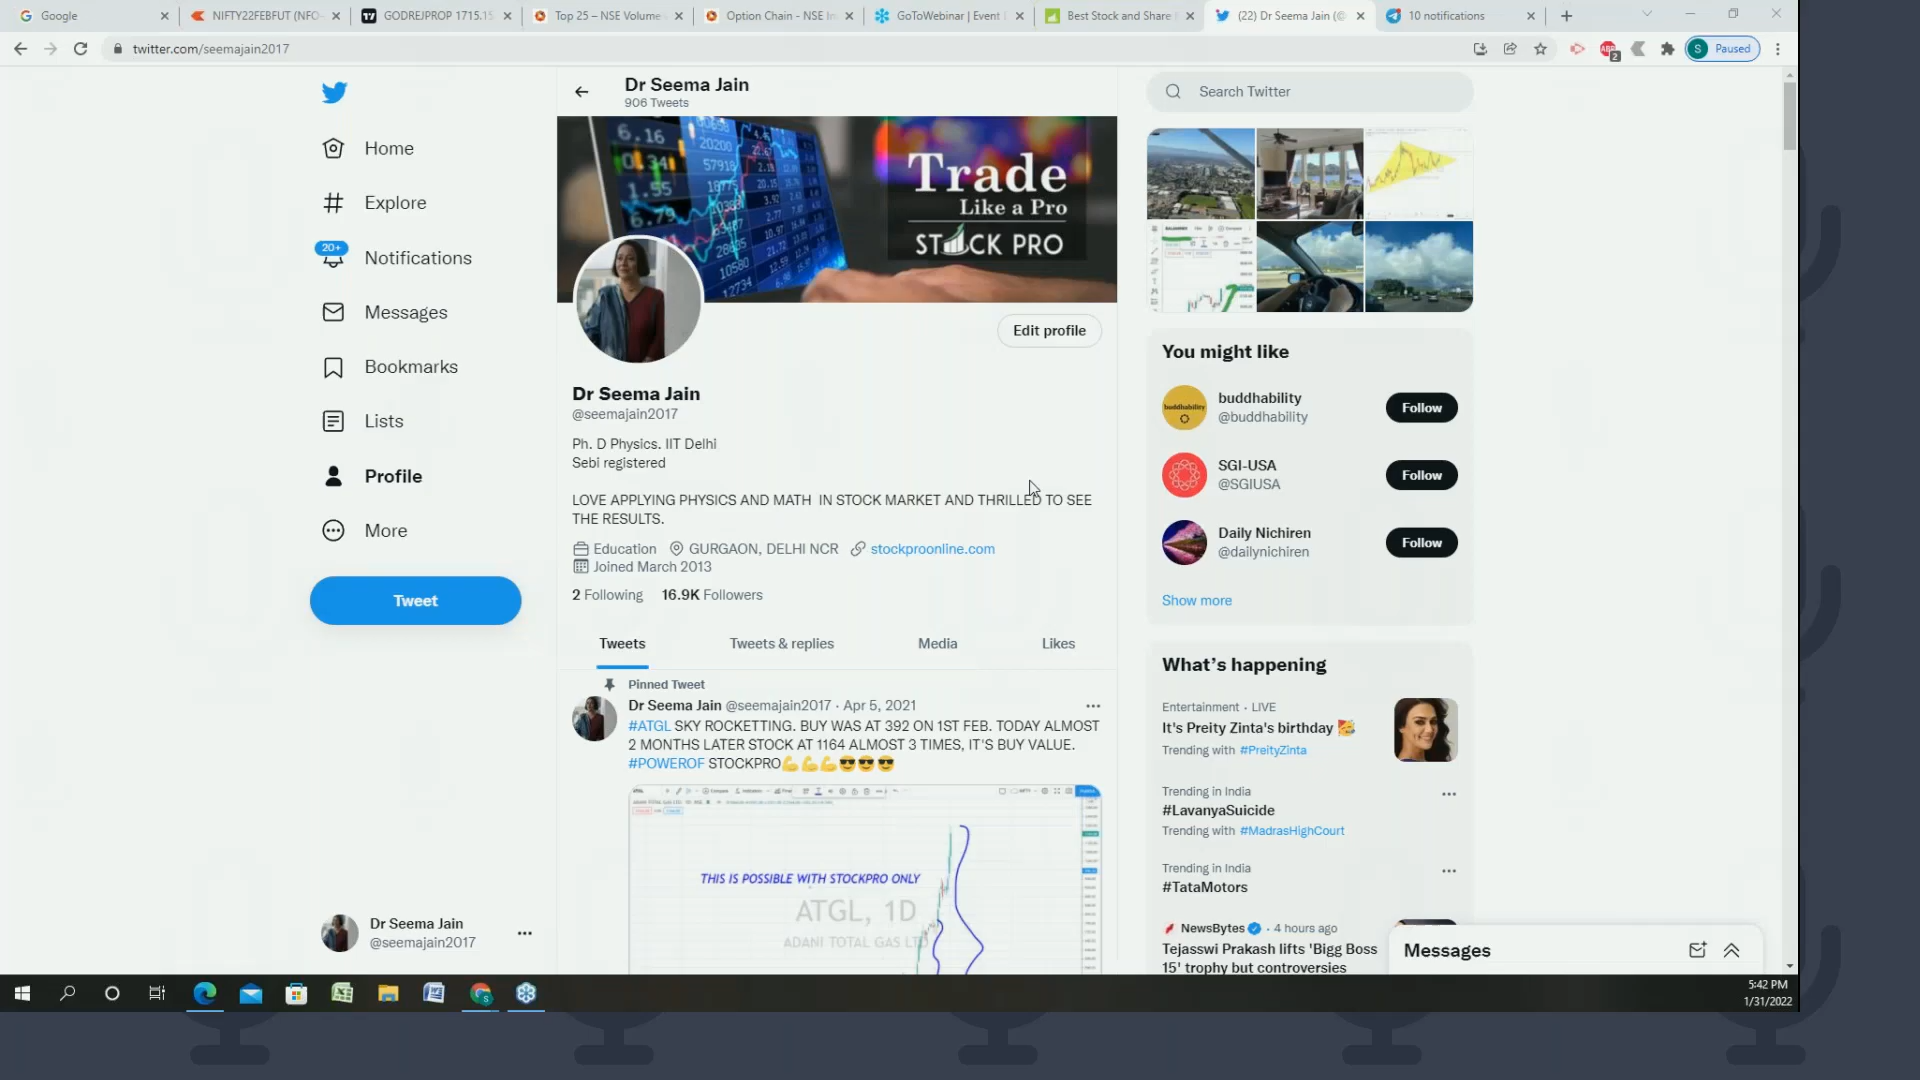 Google
NIFTY22FEBFUT (NFO-
GODREJPROP 1715.15
Top 25 – NSE Volume
Option Chain - NSE In
GoToWebinar | Event
Best Stock and Share
(22) Dr Seema Jain (@
10 notifications
twitter.com/seemajain2017
2
S Paused
Dr Seema Jain
906 Tweets
Search Twitter
Home
Explore
20+
Notifications
Messages
Bookmarks
Lists
Profile
More
Tweet
Trade
Like a Pro
STOCK PRO
Edit profile
Dr Seema Jain
@seemajain2017
Ph. D Physics. IIT Delhi
Sebi registered
LOVE APPLYING PHYSICS AND MATH IN STOCK MARKET AND THRILLED TO SEE
THE RESULTS.
Education GURGAON, DELHI NCR stockproonline.com
Joined March 2013
2 Following 16.9K Followers
Tweets Tweets & replies Media Likes
Pinned Tweet
Dr Seema Jain @seemajain2017 · Apr 5, 2021
#ATGL SKY ROCKETTING. BUY WAS AT 392 ON 1ST FEB. TODAY ALMOST
2 MONTHS LATER STOCK AT 1164 ALMOST 3 TIMES, IT'S BUY VALUE.
#POWEROF STOCKPRO💪💪💪😎😎😎
THIS IS POSSIBLE WITH STOCKPRO ONLY
ATGL, 1D
ADANI TOTAL GAS LTD
You might like
buddhability
@buddhability
Follow
SGI-USA
@SGIUSA
Follow
Daily Nichiren
@dailynichiren
Follow
Show more
What's happening
Entertainment · LIVE
It's Preity Zinta's birthday 🥳
Trending with #PreityZinta
Trending in India
#LavanyaSuicide
Trending with #MadrasHighCourt
Trending in India
#TataMotors
NewsBytes · 4 hours ago
Tejasswi Prakash lifts 'Bigg Boss
15' trophy but controversies
Messages
Dr Seema Jain
@seemajain2017
5:42 PM
1/31/2022